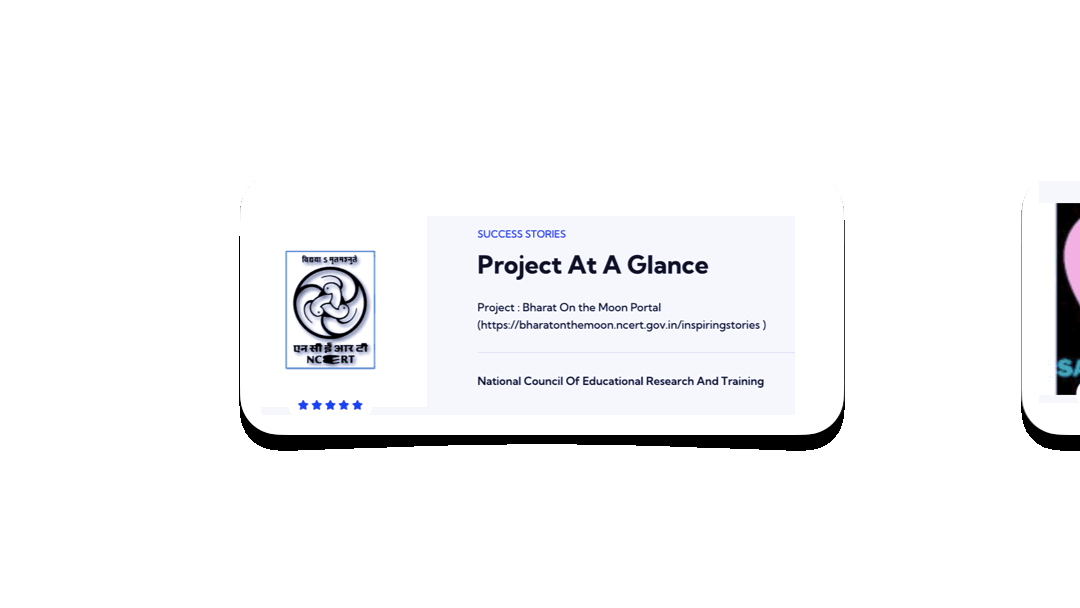 विद्यया ऽ मृतमश्नुते
एन सी ई आर टी
NCERT
SUCCESS STORIES
Project At A Glance
Project : Bharat On the Moon Portal
(https://bharatonthemoon.ncert.gov.in/inspiringstories )
National Council Of Educational Research And Training